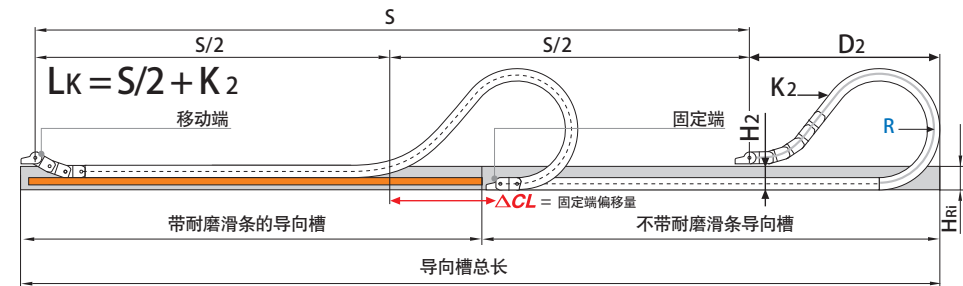 S
S/2
S/2
D2
LK = S/2 + K2
K2
移动端
固定端
H2
R
ΔCL = 固定端偏移量
HRi
带耐磨滑条的导向槽
不带耐磨滑条导向槽
导向槽总长